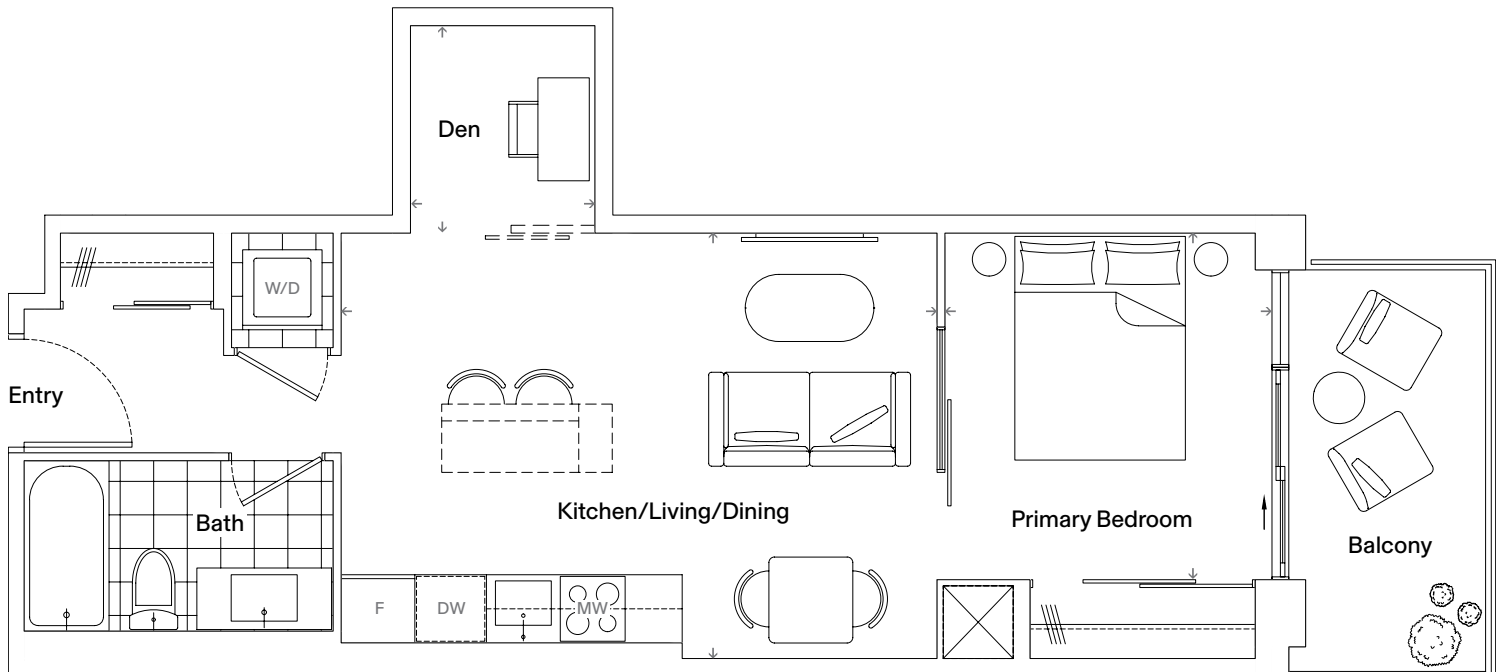 Den
W/D
Entry
Bath
Kitchen/Living/Dining
Primary Bedroom
Balcony
F
DW
MW